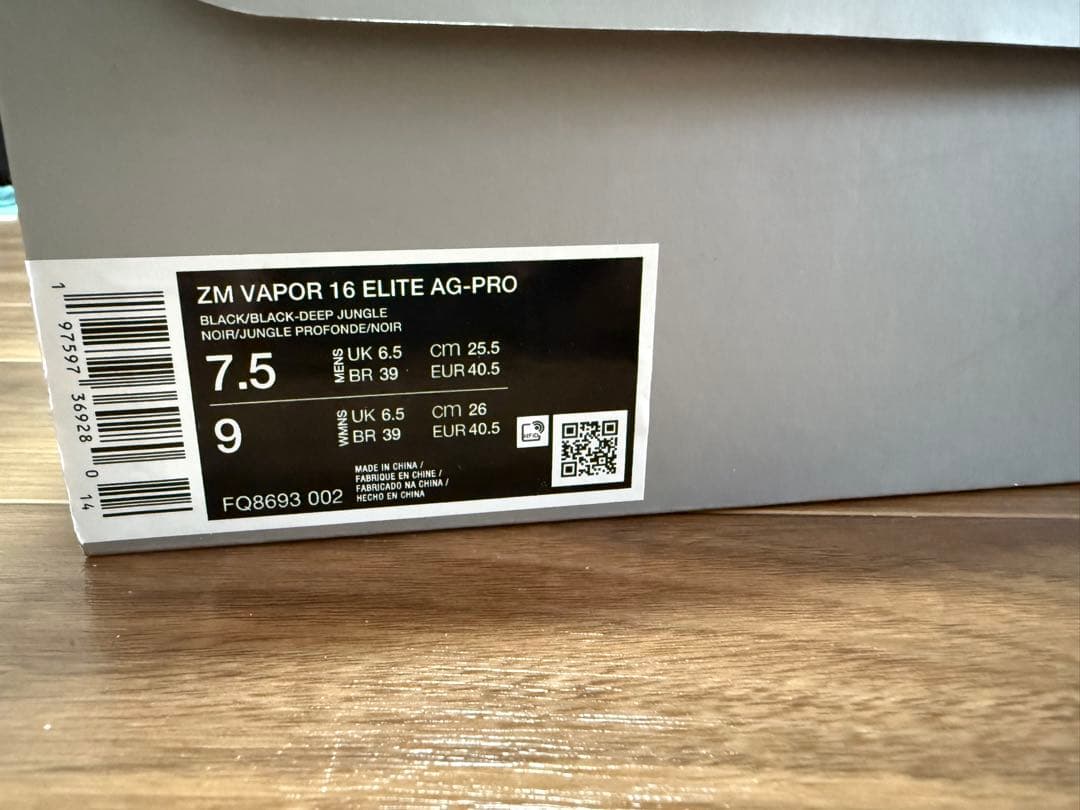 ZM VAPOR 16 ELITE AG-PRO
BLACK/BLACK-DEEP JUNGLE
NOIR/JUNGLE PROFONDE/NOIR
7.5 MENS UK 6.5 cm 25.5
BR 39 EUR 40.5
9 WMNS UK 6.5 cm 26
BR 39 EUR 40.5
MADE IN CHINA /
FABRIQUE EN CHINE /
FABRICADO NA CHINA /
HECHO EN CHINA
FQ8693 002
RFID
1 97597 36928 0 14